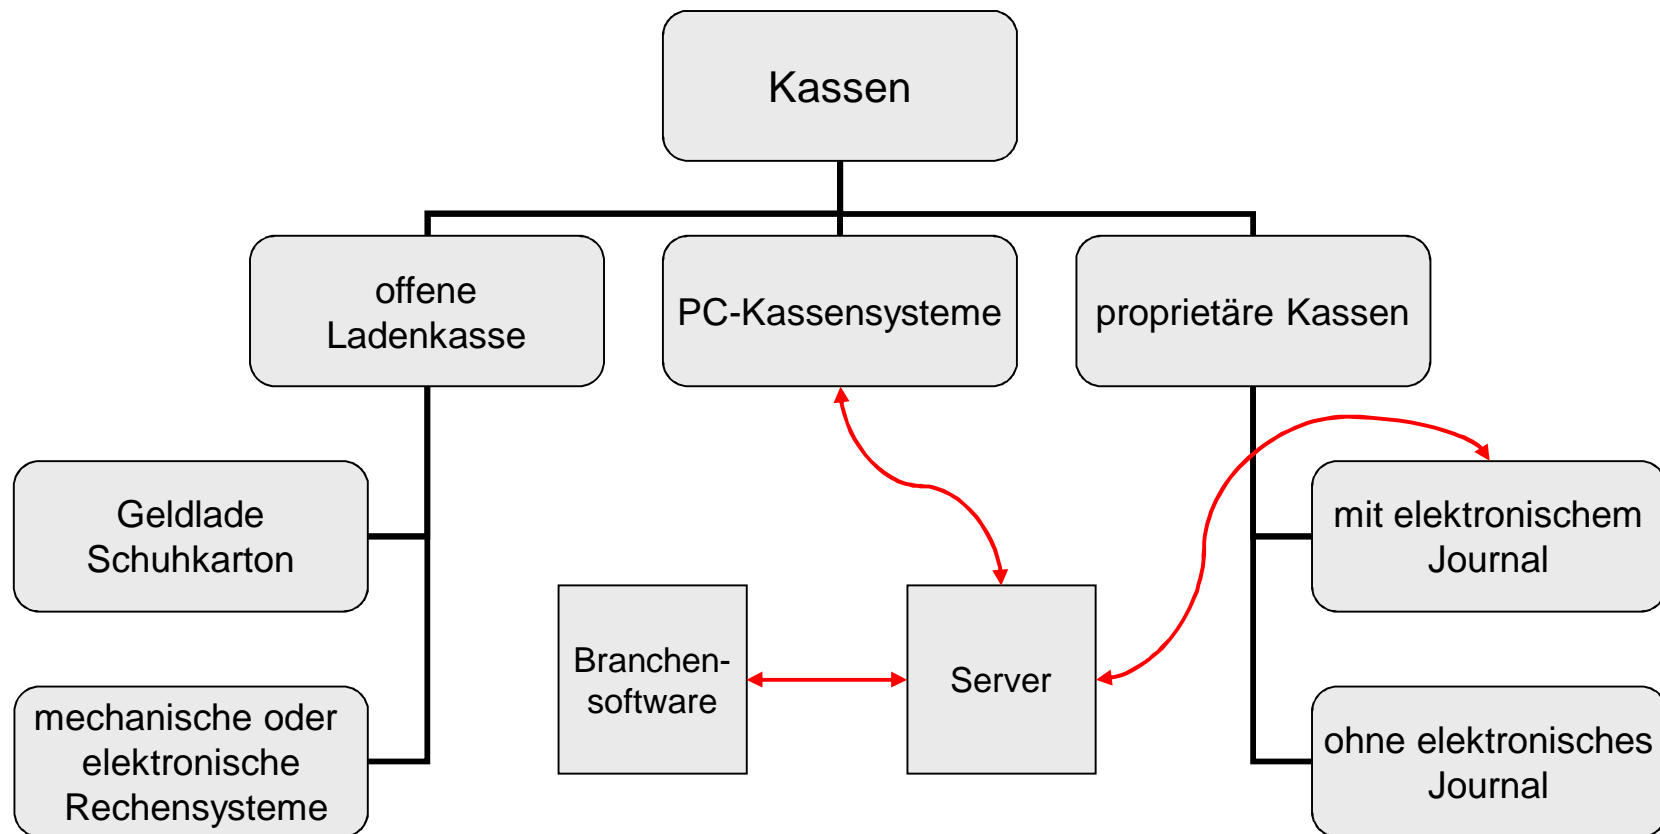 Kassen
offene
Ladenkasse
PC-Kassensysteme
proprietäre Kassen
Geldlade
Schuhkarton
mit elektronischem
Journal
Branchen-
software
Server
mechanische oder
elektronische
Rechensysteme
ohne elektronisches
Journal